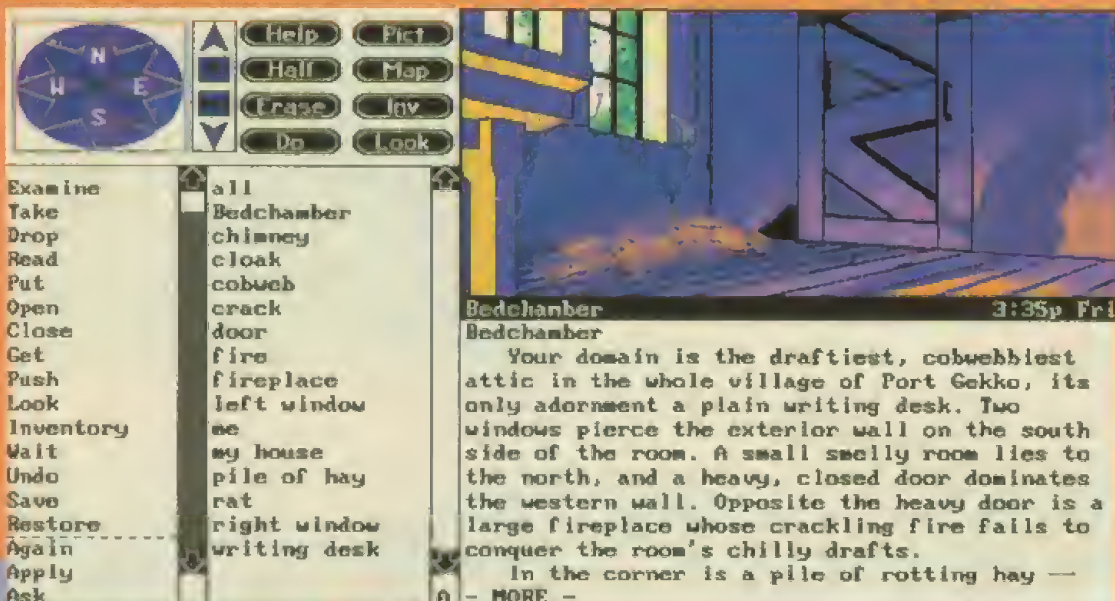 N
W E
S
Help Pict
Half Map
Erase Inv
Do Look
Examine
Take
Drop
Read
Put
Open
Close
Get
Push
Look
Inventory
Wait
Undo
Save
Restore
Again
Apply
Ask
all
Bedchamber
chimney
cloak
cobweb
crack
door
fire
fireplace
left window
me
my house
pile of hay
rat
right window
writing desk
Bedchamber 3:35p Fri
Bedchamber
Your domain is the draftiest, cobwebbiest
attic in the whole village of Port Gekko, its
only adornment a plain writing desk. Two
windows pierce the exterior wall on the south
side of the room. A small smelly room lies to
the north, and a heavy, closed door dominates
the western wall. Opposite the heavy door is a
large fireplace whose crackling fire fails to
conquer the room's chilly drafts.
In the corner is a pile of rotting hay —
- MORE -